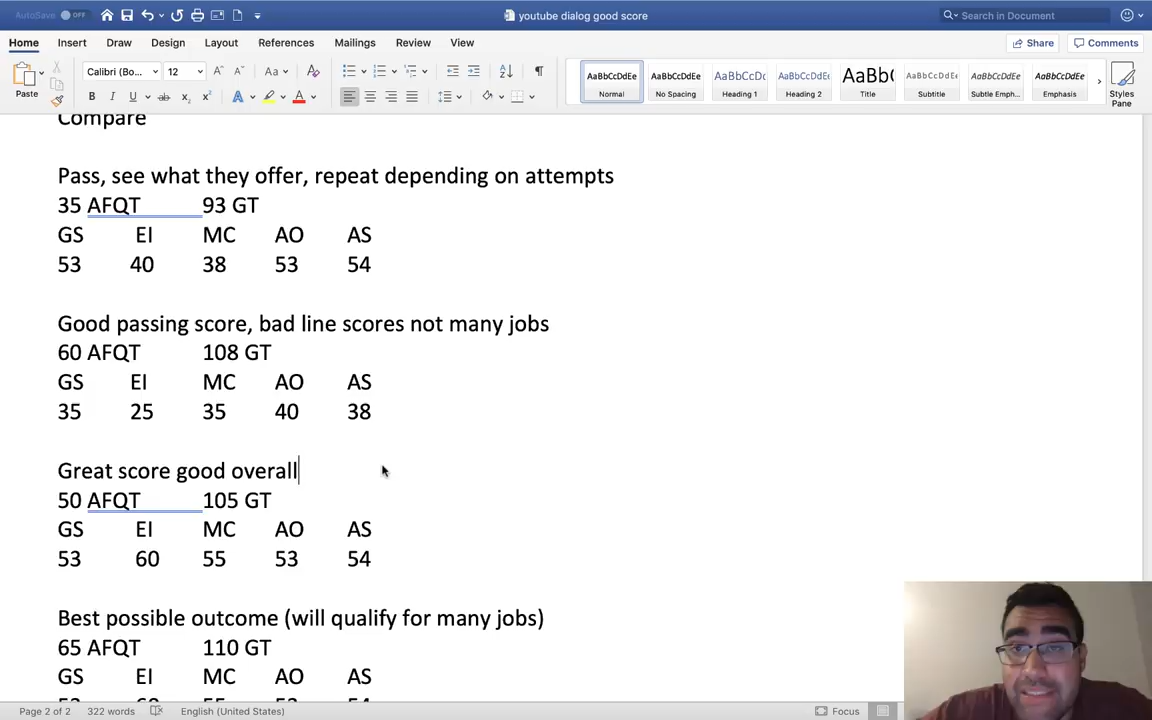 AutoSave OFF
youtube dialog good score
Search in Document
Home Insert Draw Design Layout References Mailings Review View
Share Comments
Paste
Calibri (Bo... 12
AaBbCcDdEe AaBbCcDdEe AaBbCcDc AaBbCcDdEe AaBb( AaBbCcDdEe AaBbCcDdEe AaBbCcDdEe
Normal No Spacing Heading 1 Heading 2 Title Subtitle Subtle Emph... Emphasis
Styles Pane
Compare
Pass, see what they offer, repeat depending on attempts
35 AFQT 93 GT
GS EI MC AO AS
53 40 38 53 54
Good passing score, bad line scores not many jobs
60 AFQT 108 GT
GS EI MC AO AS
35 25 35 40 38
Great score good overall
50 AFQT 105 GT
GS EI MC AO AS
53 60 55 53 54
Best possible outcome (will qualify for many jobs)
65 AFQT 110 GT
GS EI MC AO AS
Page 2 of 2 322 words English (United States) Focus